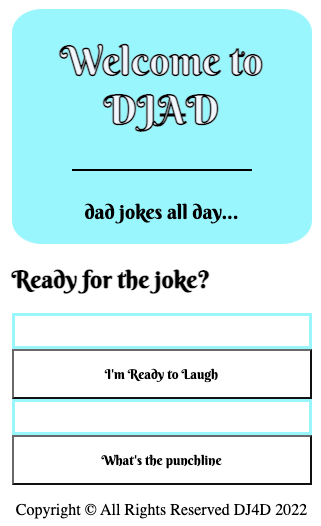 Welcome to
DJAD
dad jokes all day...
Ready for the joke?
I'm Ready to Laugh
What's the punchline
Copyright © All Rights Reserved DJ4D 2022